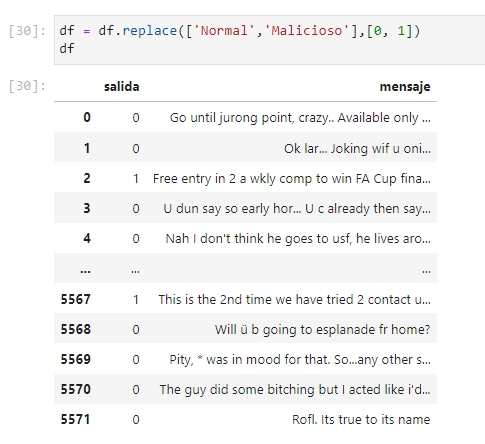 [30]: df = df.replace(['Normal','Malicioso'],[0, 1])
df
[30]:
salida mensaje
0 0 Go until jurong point, crazy.. Available only ...
1 0 Ok lar... Joking wif u oni...
2 1 Free entry in 2 a wkly comp to win FA Cup fina...
3 0 U dun say so early hor... U c already then say...
4 0 Nah I don't think he goes to usf, he lives aro...
... ... ...
5567 1 This is the 2nd time we have tried 2 contact u...
5568 0 Will ü b going to esplanade fr home?
5569 0 Pity, * was in mood for that. So...any other s...
5570 0 The guy did some bitching but I acted like i'd...
5571 0 Rofl. Its true to its name